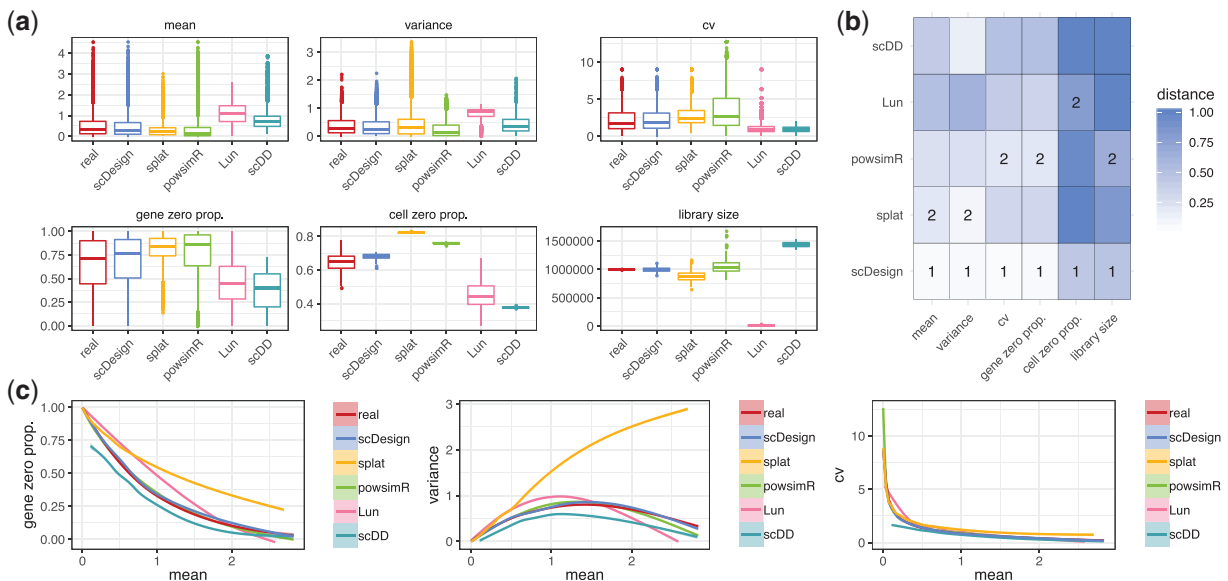 (a)
mean
4
3
2
1
0
real
scDesign
splat
powsimR
Lun
scDD
variance
3
2
1
0
real
scDesign
splat
powsimR
Lun
scDD
cv
10
5
0
real
scDesign
splat
powsimR
Lun
scDD
gene zero prop.
1.00
0.75
0.50
0.25
0.00
real
scDesign
splat
powsimR
Lun
scDD
cell zero prop.
0.8
0.6
0.4
real
scDesign
splat
powsimR
Lun
scDD
library size
1500000
1000000
500000
0
real
scDesign
splat
powsimR
Lun
scDD
(b)
scDD
Lun 2
powsimR 2 2 2
splat 2 2
scDesign 1 1 1 1 1 1
mean
variance
cv
gene zero prop.
cell zero prop.
library size
distance
1.00
0.75
0.50
0.25
(c)
gene zero prop.
1.00
0.75
0.50
0.25
0.00
0 1 2
mean
real
scDesign
splat
powsimR
Lun
scDD
variance
3
2
1
0
0 1 2
mean
real
scDesign
splat
powsimR
Lun
scDD
cv
10
5
0
0 1 2
mean
real
scDesign
splat
powsimR
Lun
scDD